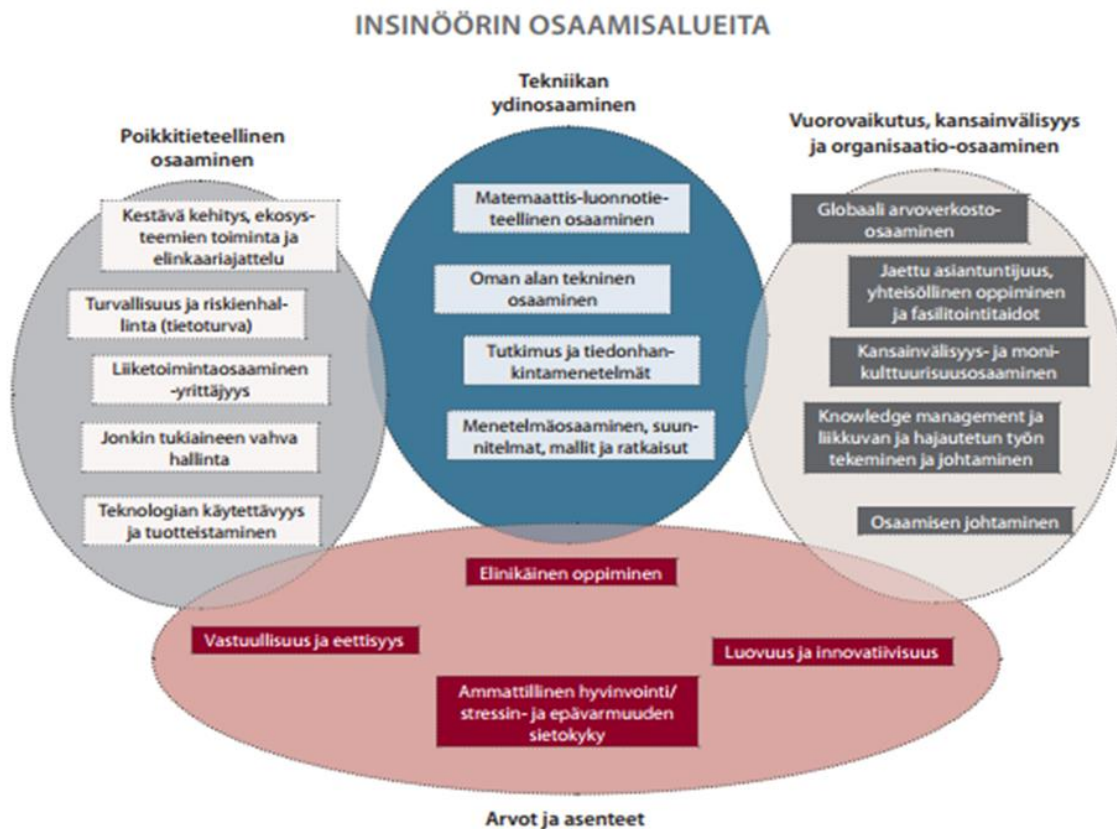 INSINÖÖRIN OSAAMISALUEITA
Tekniikan
ydinosaaminen
Poikkitieteellinen
osaaminen
Vuorovaikutus, kansainvälisyys
ja organisaatio-osaaminen
Kestävä kehitys, ekosys-
teemien toiminta ja
elinkaariajattelu
Turvallisuus ja riskienhal-
linta (tietoturva)
Liiketoimintaosaaminen
-yrittäjyys
Jonkin tukiaineen vahva
hallinta
Teknologian käytettävyys
ja tuotteistaminen
Matemaattis-luonnotie-
teellinen osaaminen
Oman alan tekninen
osaaminen
Tutkimus ja tiedonhan-
kintamenetelmät
Menetelmäosaaminen, suun-
nitelmat, mallit ja ratkaisut
Globaali arvoverkosto-
osaaminen
Jaettu asiantuntijuus,
yhteisöllinen oppiminen
ja fasilitointitaidot
Kansainvälisyys- ja moni-
kulttuurisuusosaaminen
Knowledge management ja
liikkuvan ja hajautetun työn
tekeminen ja johtaminen
Osaamisen johtaminen
Elinikäinen oppiminen
Vastuullisuus ja eettisyys
Luovuus ja innovatiivisuus
Ammattillinen hyvinvointi/
stressin- ja epävarmuuden
sietokyky
Arvot ja asenteet